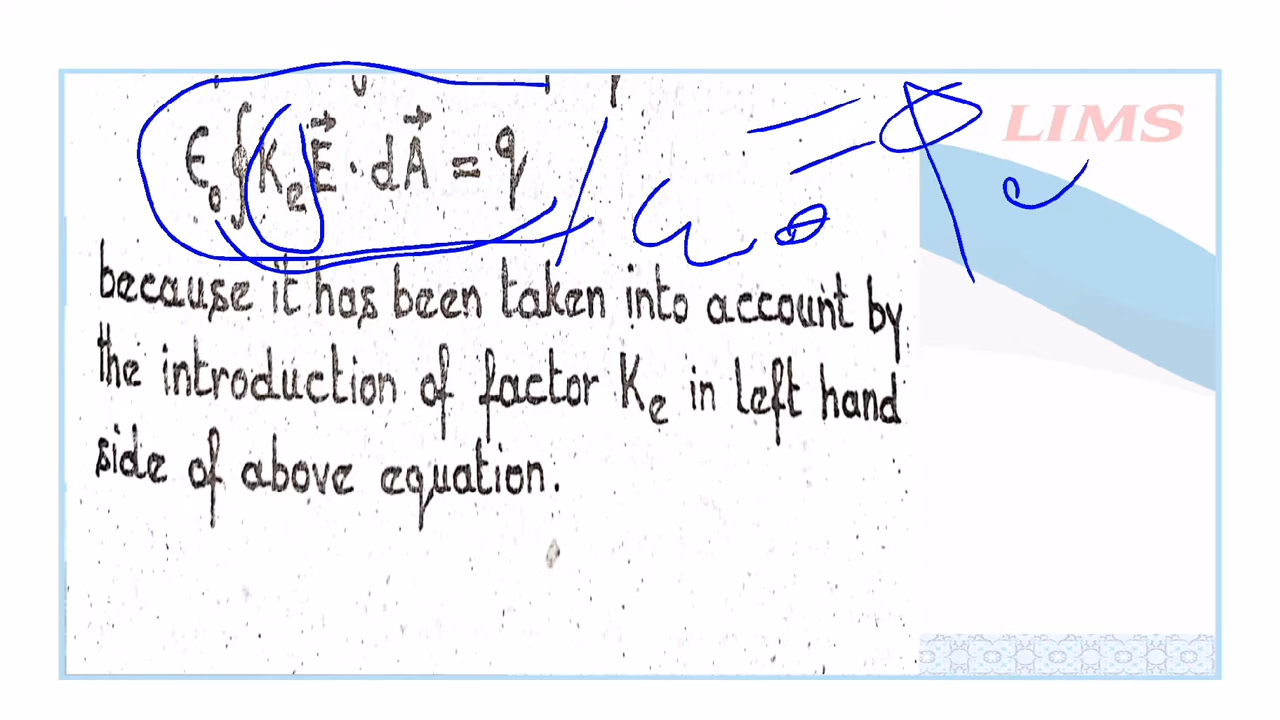 LIMS
ϵ₀∮KₑE⃗·dA⃗ = q
because it has been taken into account by
the introduction of factor Kₑ in left hand
side of above equation.